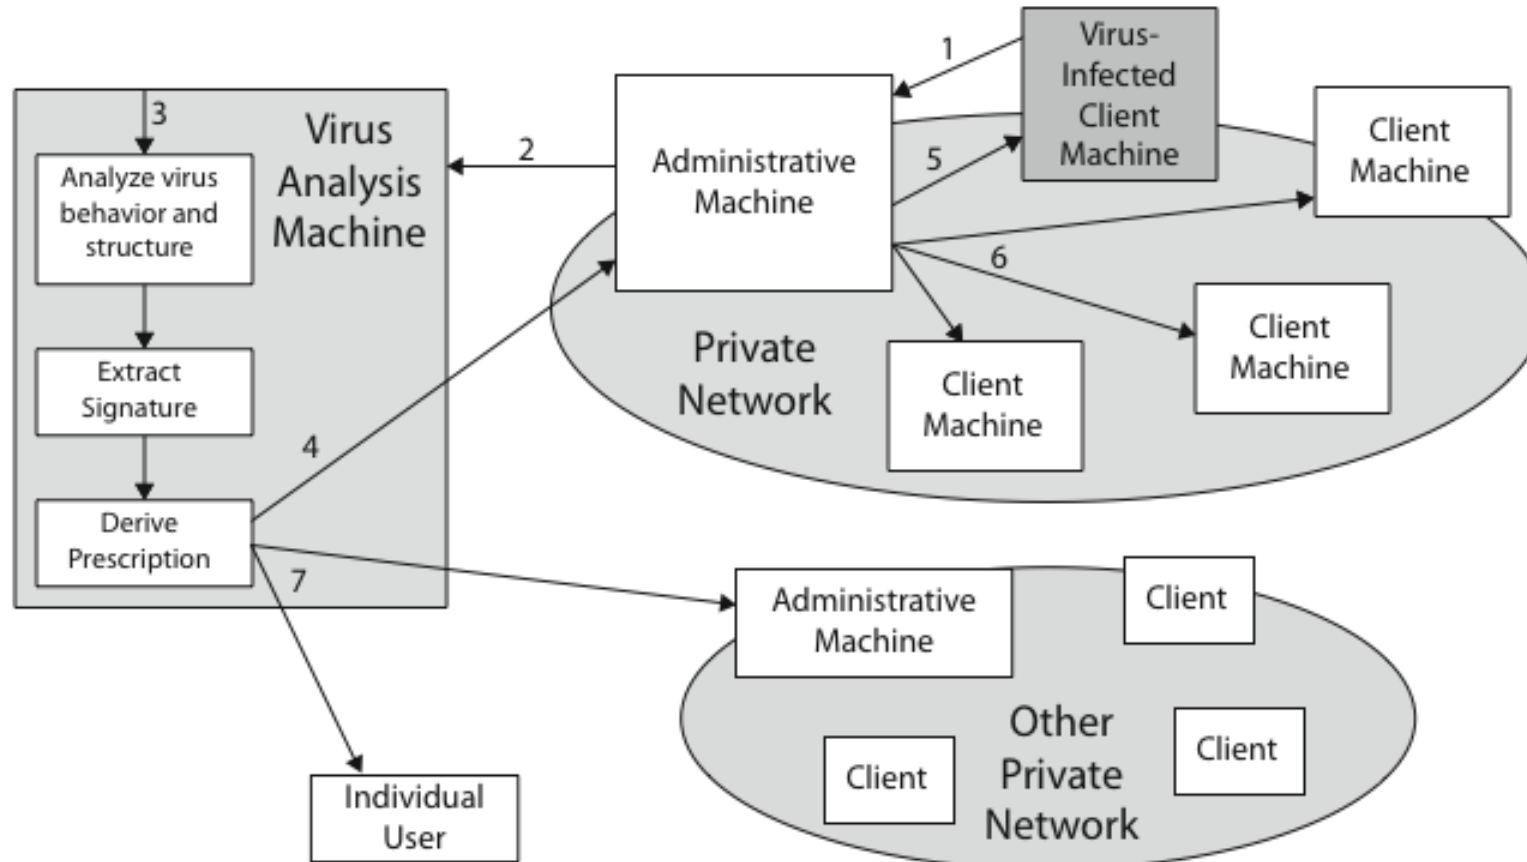 1
Virus-
Infected
Client
Machine
3
Virus
Analysis
Machine
2
Administrative
Machine
5
Client
Machine
Analyze virus
behavior and
structure
6
Client
Machine
Private
Network
Client
Machine
Extract
Signature
4
Derive
Prescription
7
Administrative
Machine
Client
Other
Private
Network
Client
Client
Individual
User